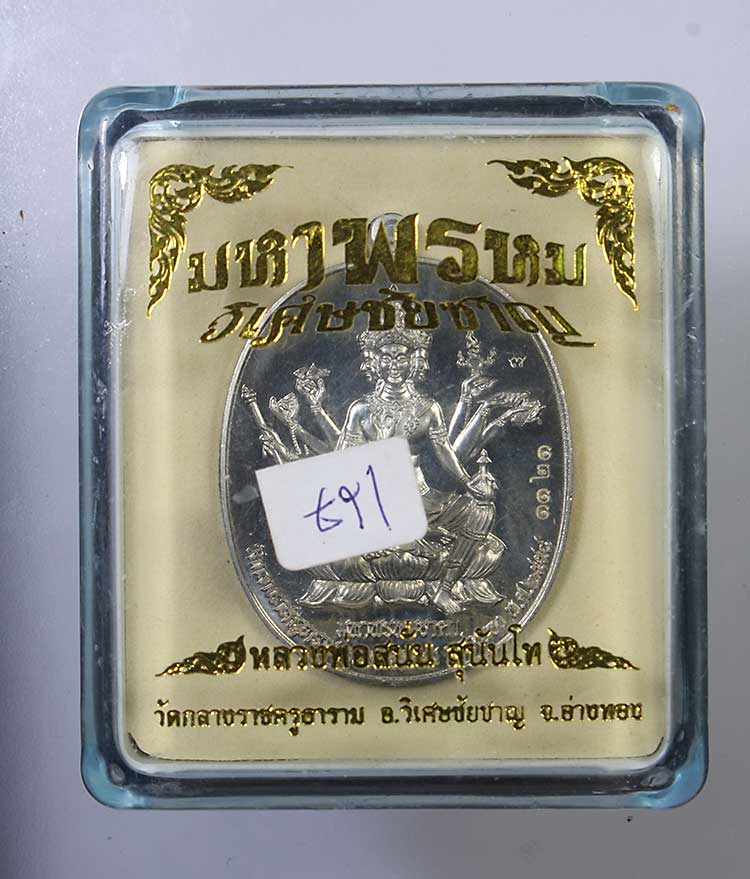 มหาพรหม
วิเศษชัยชาญ
๗
๑๑๒๑
หลวงพ่อสนั่น สุนันโท
วัดกลางราชครูธาราม อ.วิเศษชัยชาญ จ.อ่างทอง